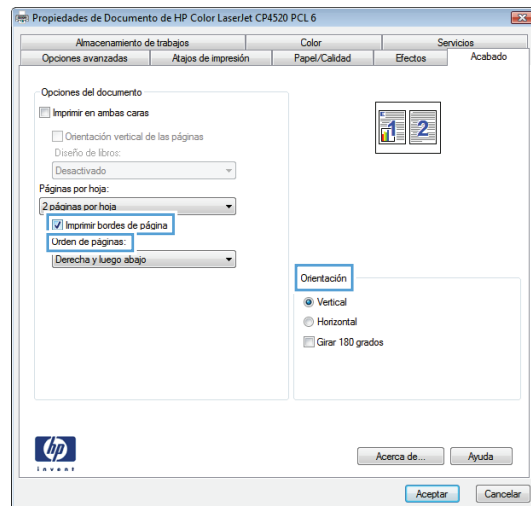 Propiedades de Documento de HP Color LaserJet CP4520 PCL 6
Almacenamiento de trabajos Color Servicios
Opciones avanzadas Atajos de impresión Papel/Calidad Efectos Acabado
Opciones del documento
Imprimir en ambas caras
Orientación vertical de las páginas
Diseño de libros:
Desactivado
Páginas por hoja:
2 páginas por hoja
Imprimir bordes de página
Orden de páginas:
Derecha y luego abajo
1 2
Orientación
Vertical
Horizontal
Girar 180 grados
hp
invent
Acerca de... Ayuda
Aceptar Cancelar